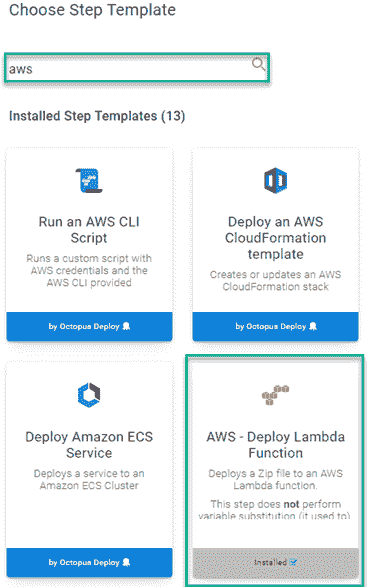 Choose Step Template
aws
Installed Step Templates (13)
Run an AWS CLI
Script
Runs a custom script with
AWS credentials and the
AWS CLI provided
by Octopus Deploy
Deploy an AWS
CloudFormation
template
Creates or updates an AWS
CloudFormation stack
by Octopus Deploy
Deploy Amazon ECS
Service
Deploys a service to an
Amazon ECS Cluster
by Octopus Deploy
AWS - Deploy Lambda
Function
Deploys a Zip file to an AWS
Lambda function.
This step does not perform
variable substitution (it used to)
Installed